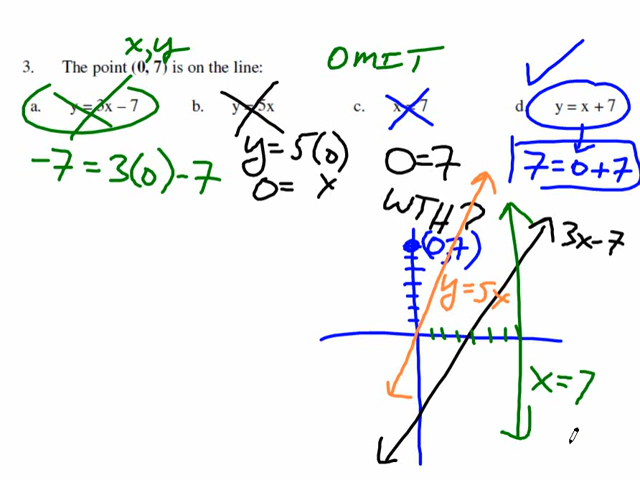 x,y
OMIT
3. The point (0, 7) is on the line:
a. y = 3x – 7 b. y = 5x c. x = 7 d. y = x + 7
-7 = 3(0) - 7
y = 5(0)
0 = x
0 = 7
WTH?
7 = 0 + 7
(0,7)
3x - 7
y = 5x
x = 7